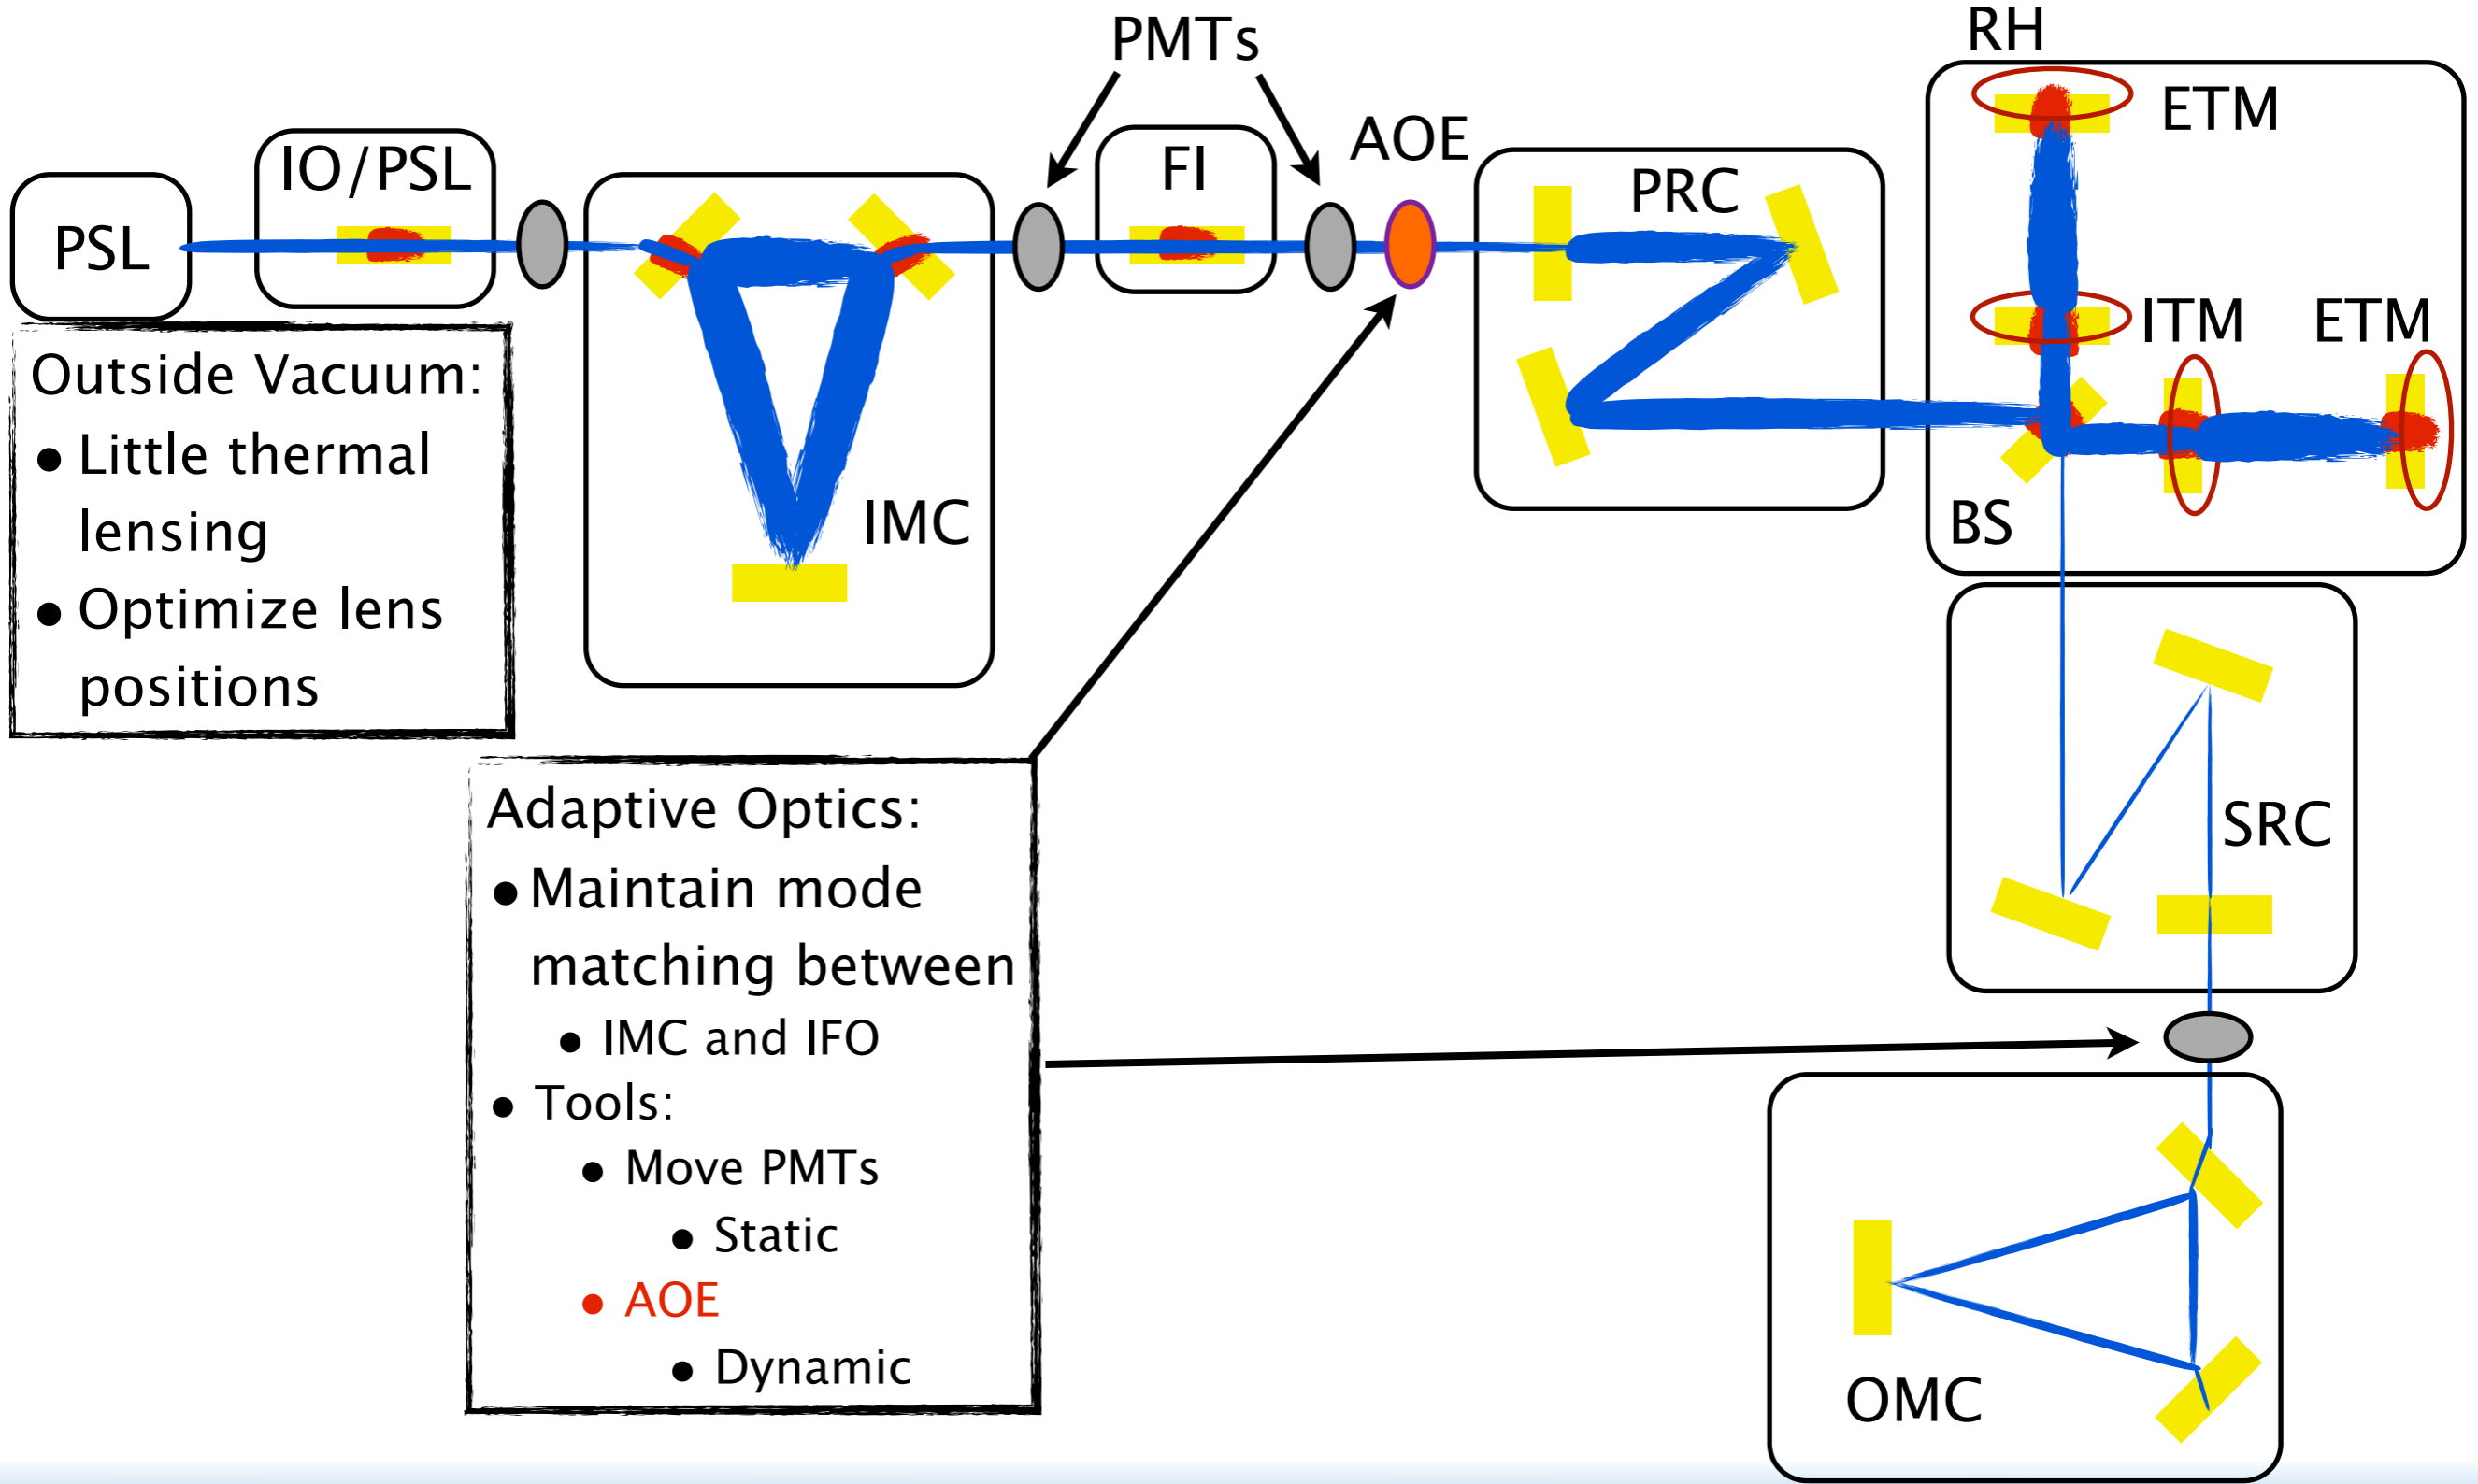 PMTs
RH
AOE
ETM
IO/PSL
FI
PRC
PSL
ITM
ETM
Outside Vacuum:
● Little thermal
lensing
● Optimize lens
positions
IMC
BS
Adaptive Optics:
● Maintain mode
matching between
● IMC and IFO
● Tools:
● Move PMTs
● Static
● AOE
● Dynamic
SRC
OMC